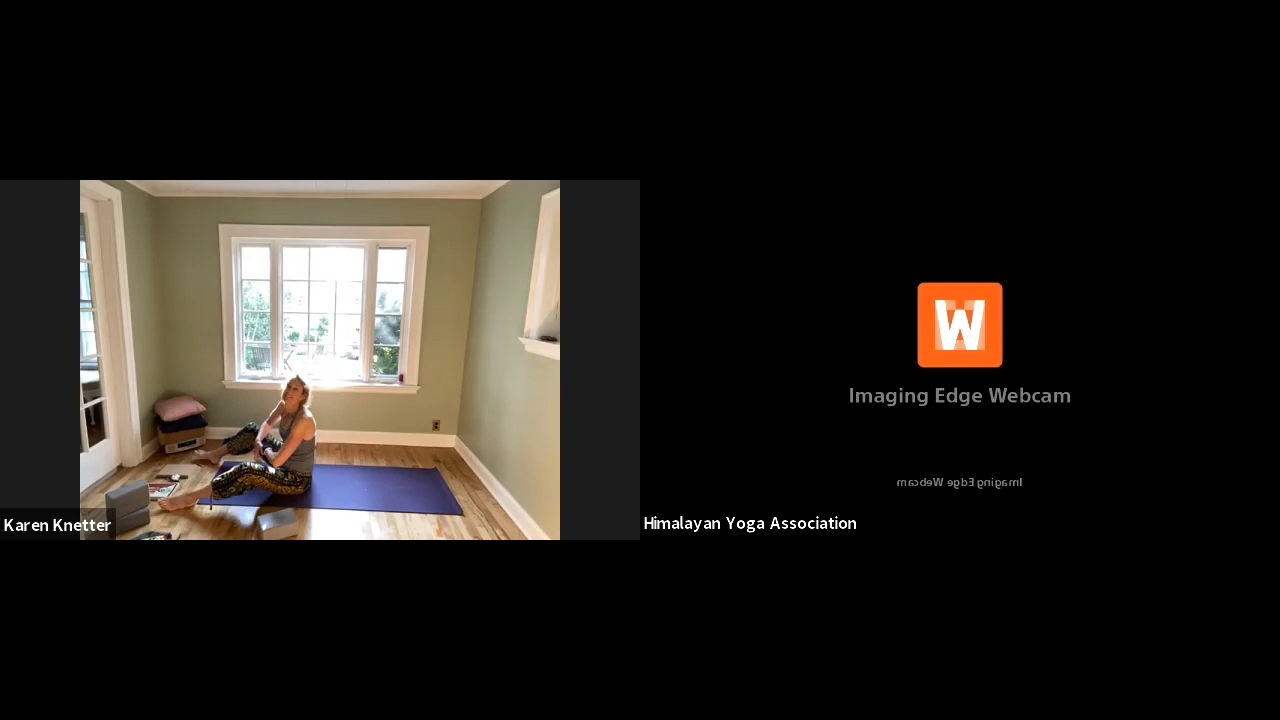 Karen Knetter
W
Imaging Edge Webcam
Imaging Edge Webcam
Himalayan Yoga Association